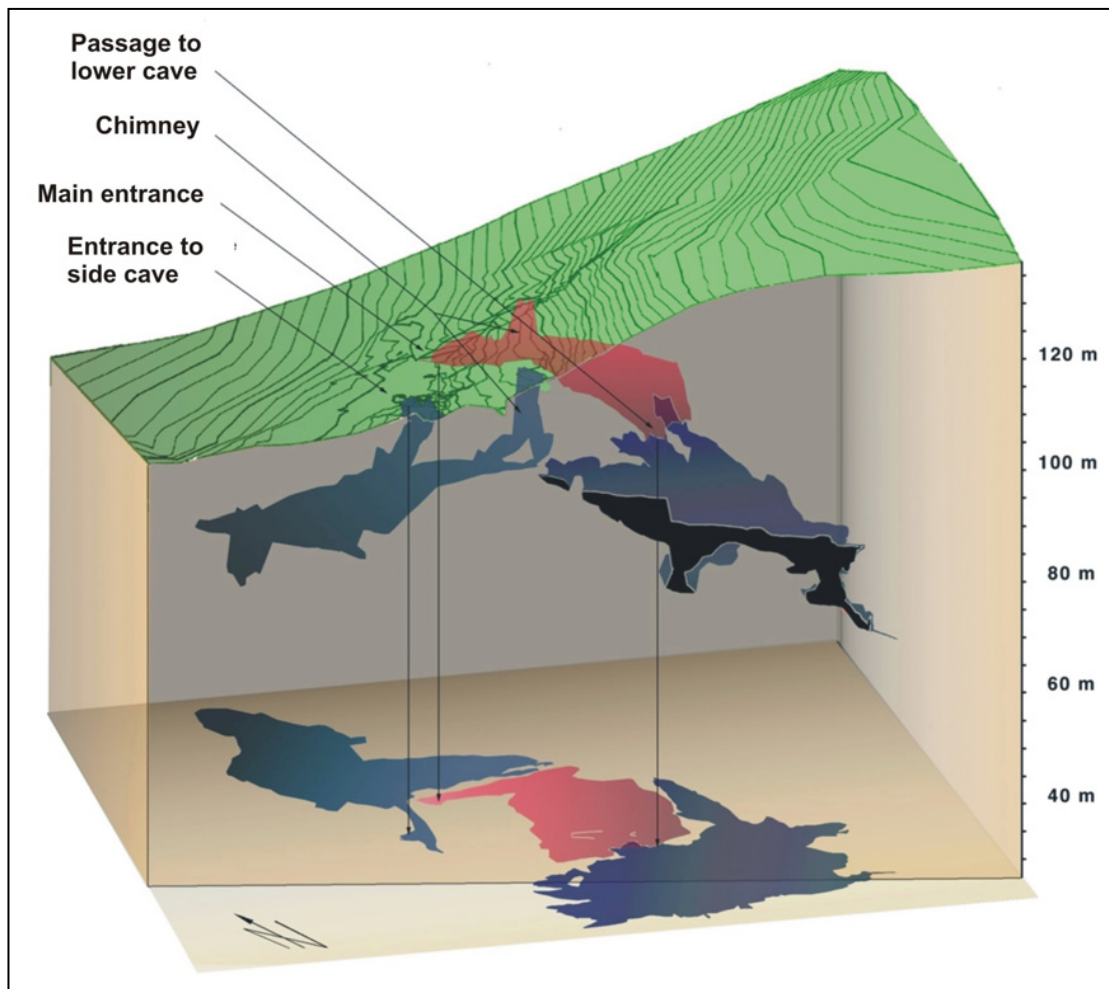 Passage to
lower cave
Chimney
Main entrance
Entrance to
side cave
120 m
100 m
80 m
60 m
40 m
N